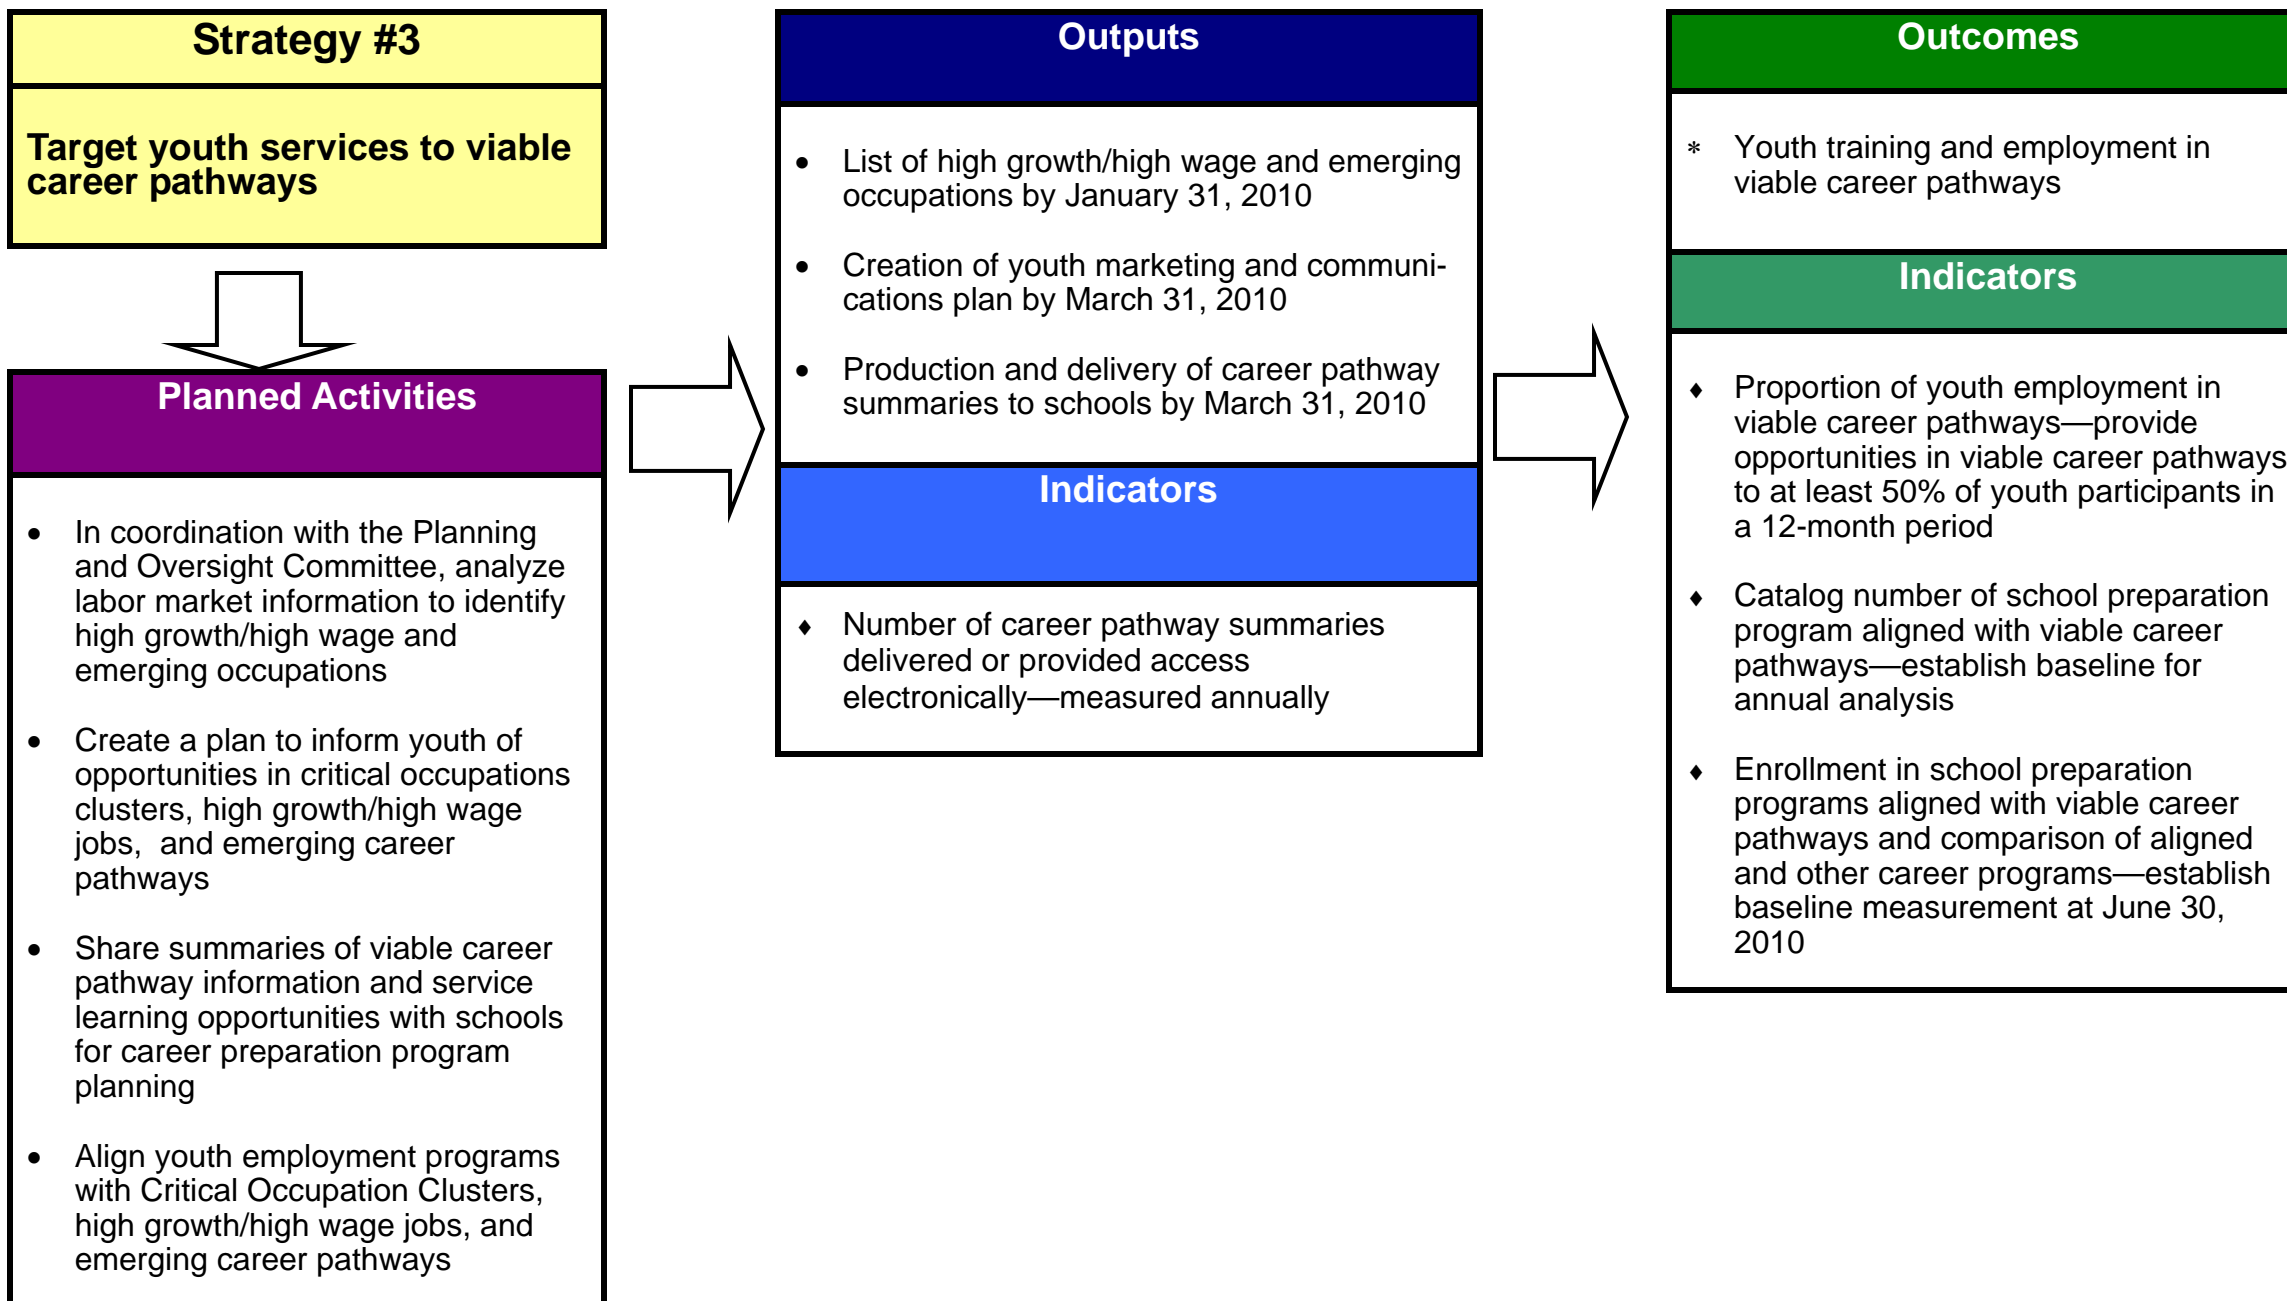 Strategy #3
Target youth services to viable
career pathways
Planned Activities
• In coordination with the Planning
and Oversight Committee, analyze
labor market information to identify
high growth/high wage and
emerging occupations
• Create a plan to inform youth of
opportunities in critical occupations
clusters, high growth/high wage
jobs,  and emerging career
pathways
• Share summaries of viable career
pathway information and service
learning opportunities with schools
for career preparation program
planning
• Align youth employment programs
with Critical Occupation Clusters,
high growth/high wage jobs, and
emerging career pathways
Outputs
• List of high growth/high wage and emerging
occupations by January 31, 2010
• Creation of youth marketing and communi-
cations plan by March 31, 2010
• Production and delivery of career pathway
summaries to schools by March 31, 2010
Indicators
♦ Number of career pathway summaries
delivered or provided access
electronically—measured annually
Outcomes
* Youth training and employment in
viable career pathways
Indicators
♦ Proportion of youth employment in
viable career pathways—provide
opportunities in viable career pathways
to at least 50% of youth participants in
a 12-month period
♦ Catalog number of school preparation
program aligned with viable career
pathways—establish baseline for
annual analysis
♦ Enrollment in school preparation
programs aligned with viable career
pathways and comparison of aligned
and other career programs—establish
baseline measurement at June 30,
2010